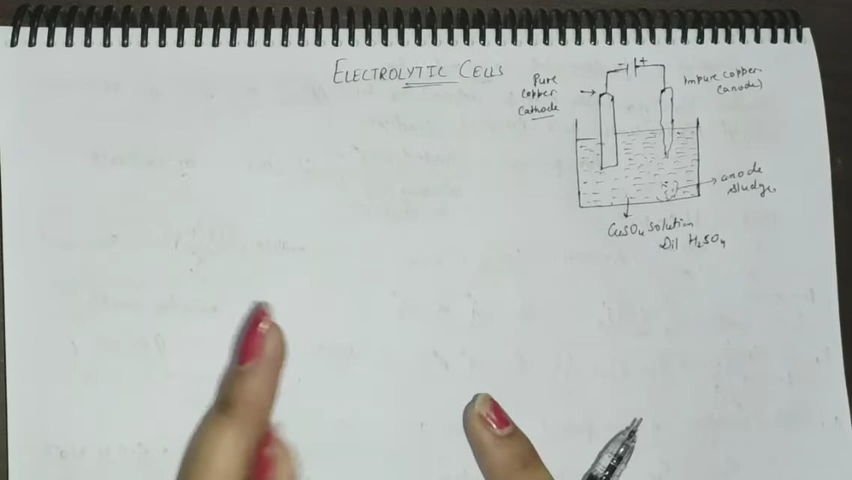 ELECTROLYTIC CELLS
- +
Pure
copper
cathode
Impure copper
(anode)
anode
sludge
CuSO4 solution
Dil H2SO4